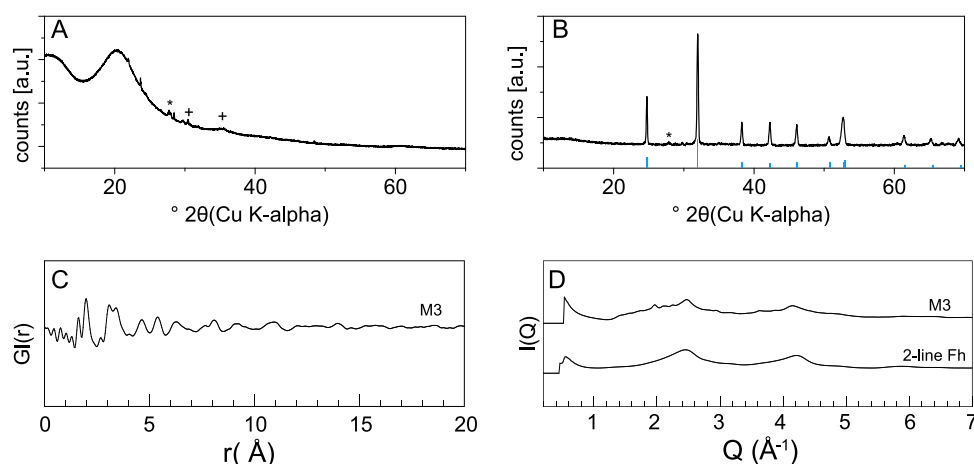 A
counts [a.u.]
*
+
+
20
40
60
° 2θ(Cu K-alpha)
B
counts [a.u.]
*
20
40
60
° 2θ(Cu K-alpha)
C
GI(r)
M3
0
5
10
15
20
r( Å)
D
I(Q)
M3
2-line Fh
1
2
3
4
5
6
7
Q (Å⁻¹)